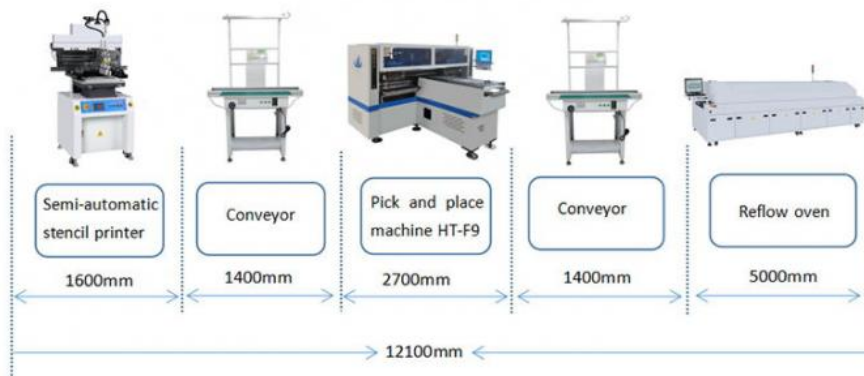 Semi-automatic
stencil printer
Conveyor
Pick and place
machine HT-F9
Conveyor
Reflow oven
1600mm
1400mm
2700mm
1400mm
5000mm
12100mm